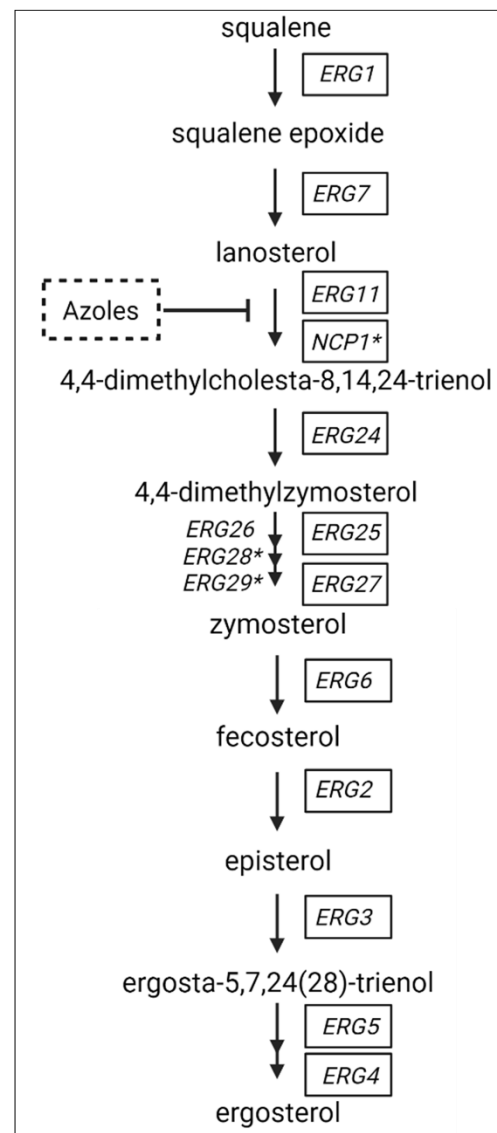 squalene
ERG1
squalene epoxide
ERG7
lanosterol
Azoles
ERG11
NCP1*
4,4-dimethylcholesta-8,14,24-trienol
ERG24
4,4-dimethylzymosterol
ERG26
ERG25
ERG28*
ERG29*
ERG27
zymosterol
ERG6
fecosterol
ERG2
episterol
ERG3
ergosta-5,7,24(28)-trienol
ERG5
ERG4
ergosterol